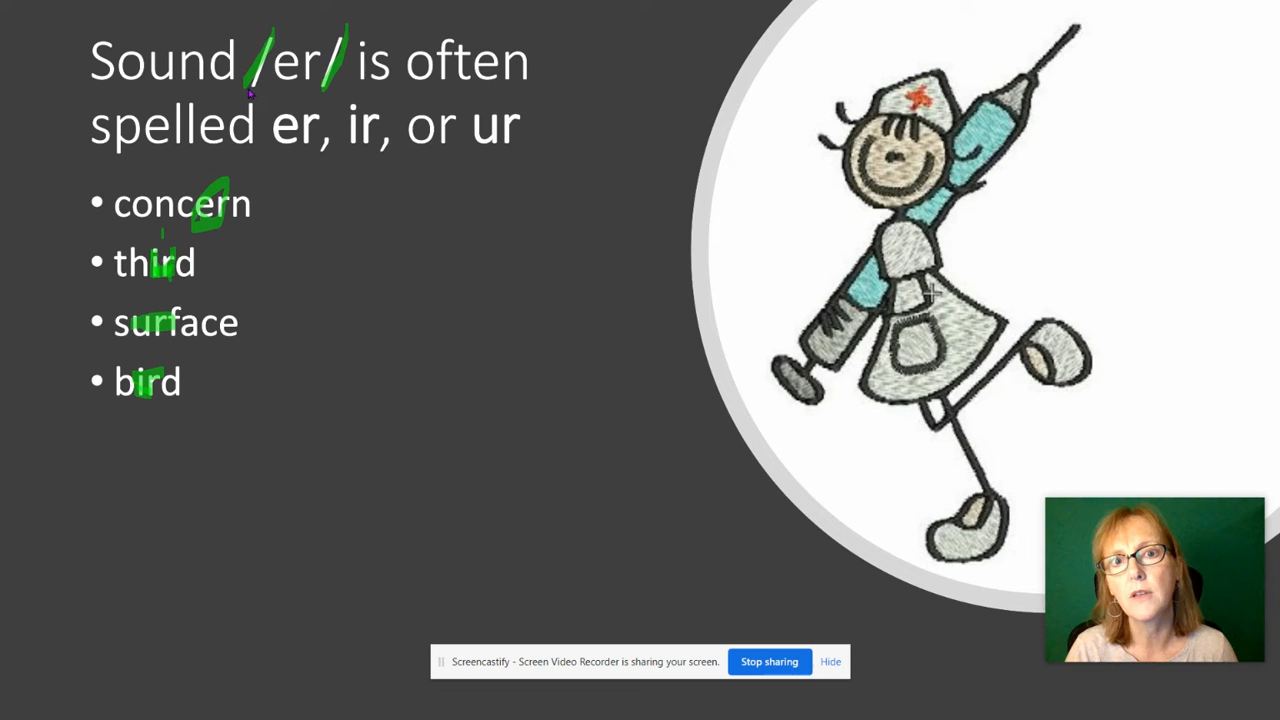 Sound /er/ is often
spelled er, ir, or ur
• concern
• third
• surface
• bird
Screencastify - Screen Video Recorder is sharing your screen.
Stop sharing
Hide